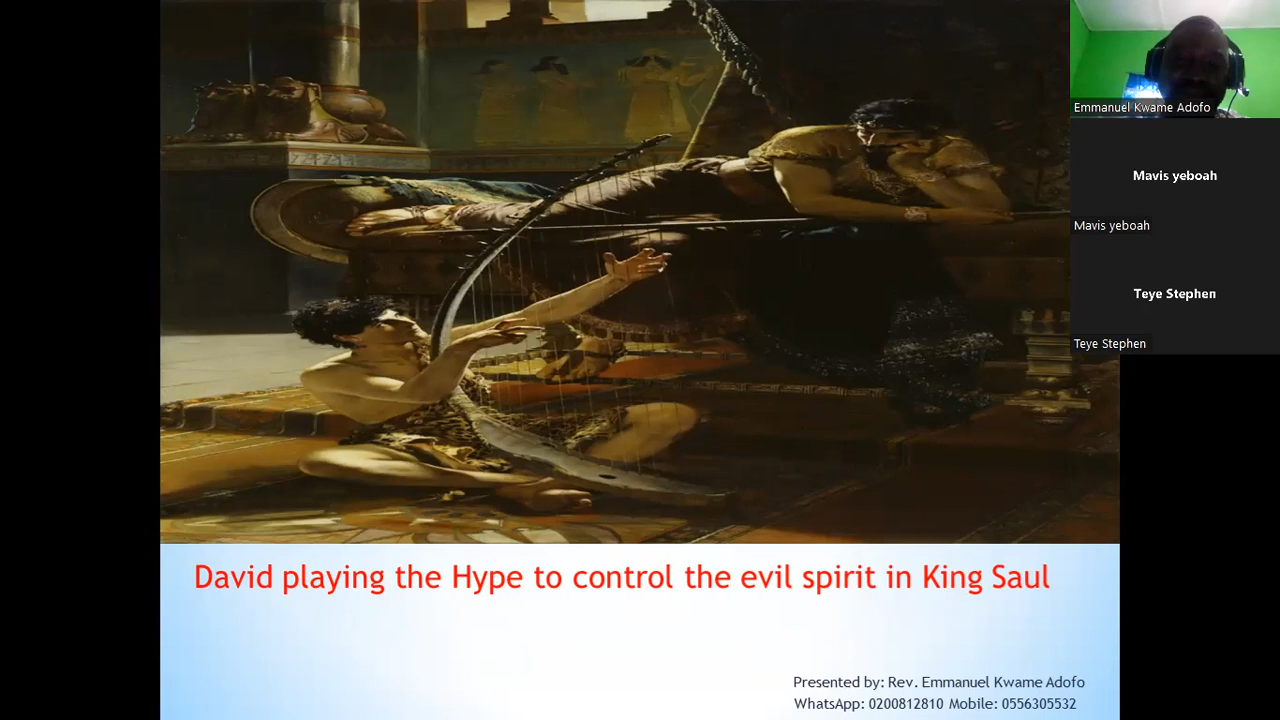 Emmanuel Kwame Adofo
Mavis yeboah
Mavis yeboah
Teye Stephen
Teye Stephen
David playing the Hype to control the evil spirit in King Saul
Presented by: Rev. Emmanuel Kwame Adofo
WhatsApp: 0200812810 Mobile: 0556305532